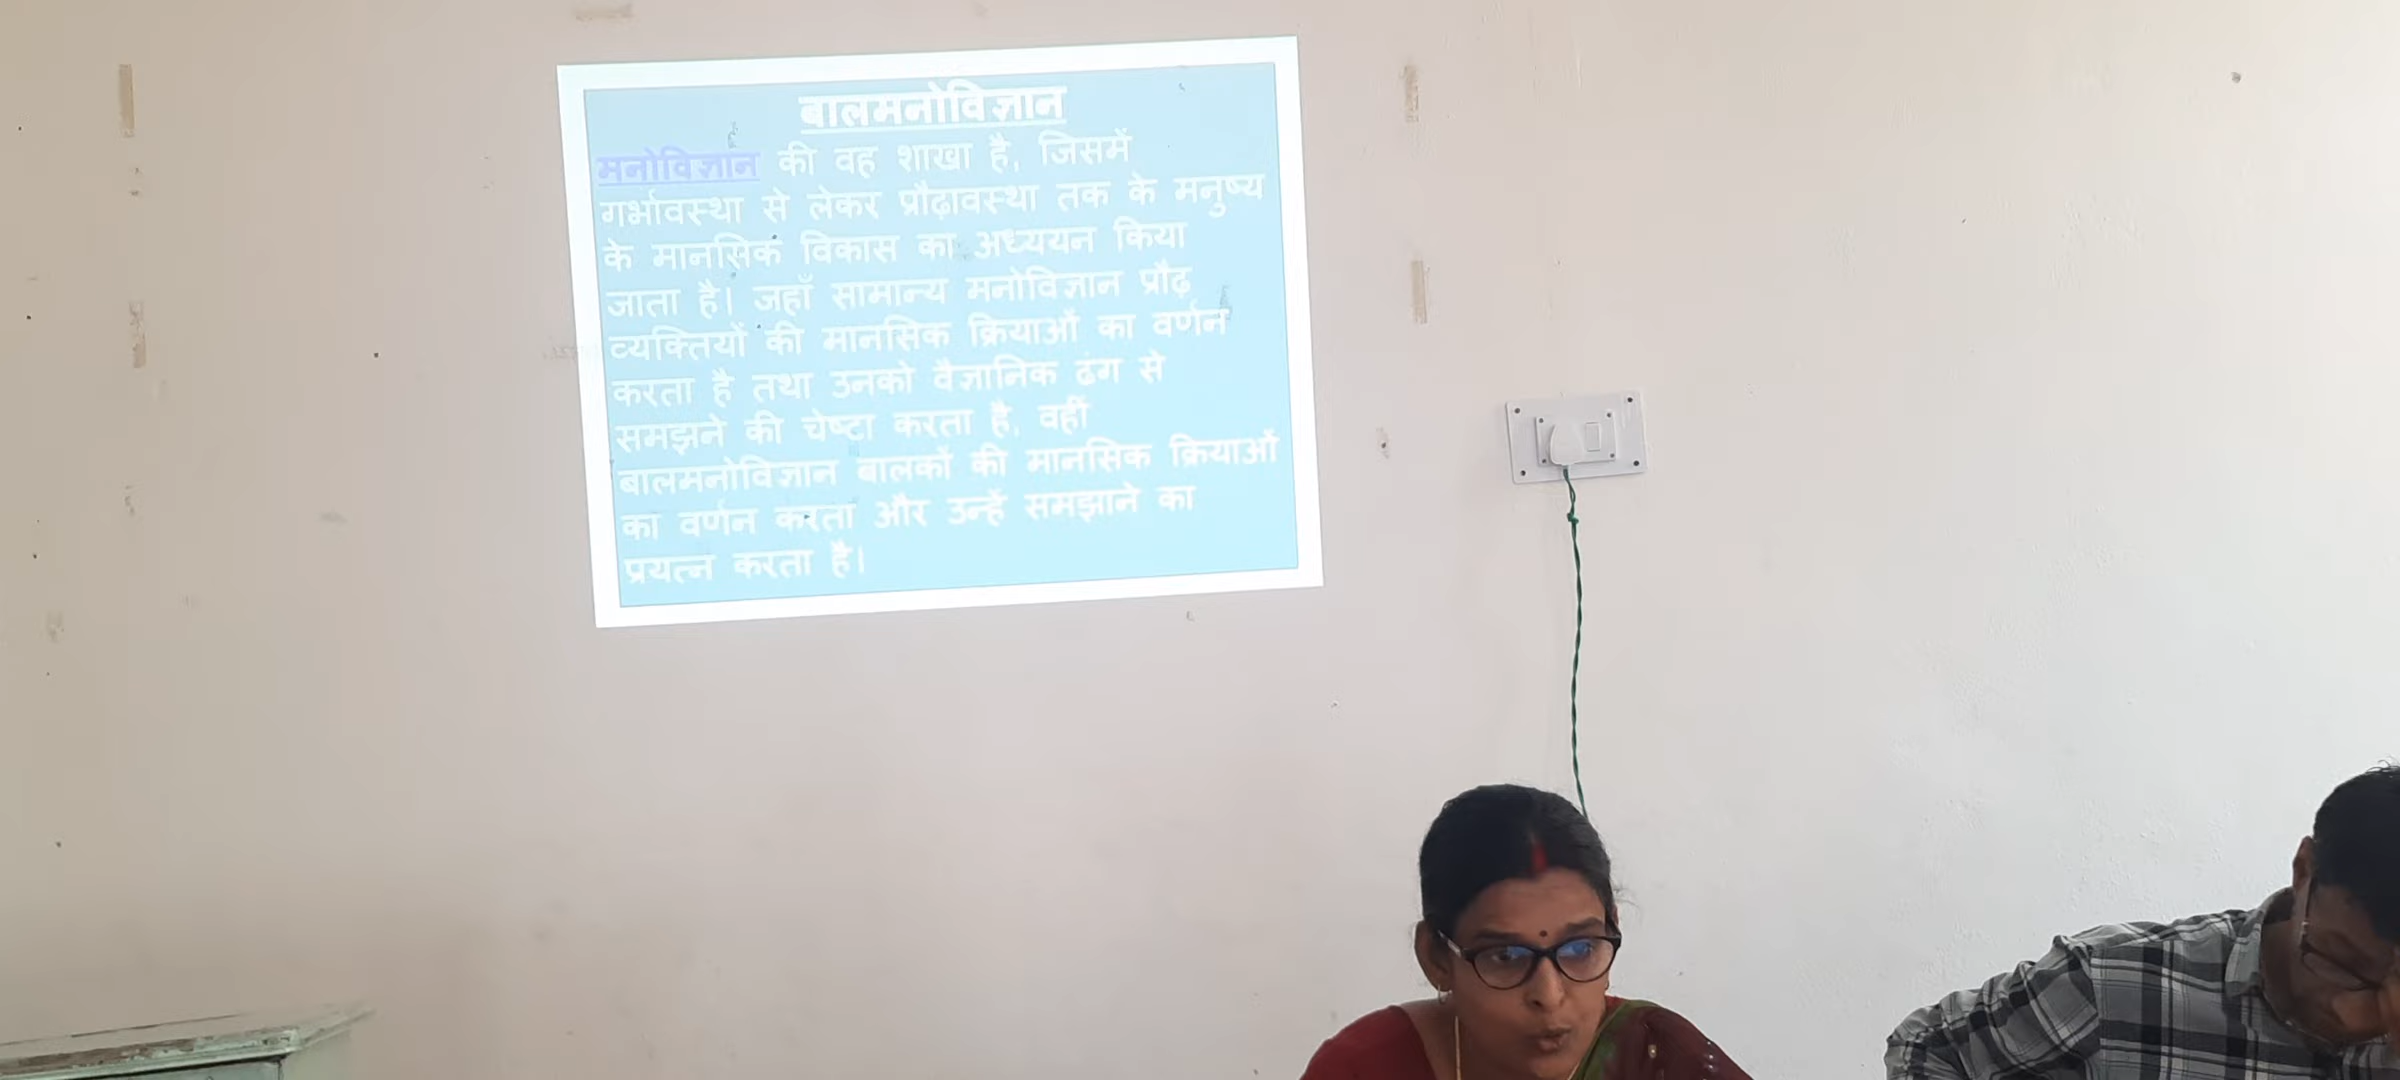 बालमनोविज्ञान
मनोविज्ञान की वह शाखा है, जिसमें
गर्भावस्था से लेकर प्रौढ़ावस्था तक के मनुष्य
के मानसिक विकास का अध्ययन किया
जाता है। जहाँ सामान्य मनोविज्ञान प्रौढ़
व्यक्तियों की मानसिक क्रियाओं का वर्णन
करता है तथा उनको वैज्ञानिक ढंग से
समझने की चेष्टा करता है, वहीं
बालमनोविज्ञान बालकों की मानसिक क्रियाओं
का वर्णन करता और उन्हें समझाने का
प्रयत्न करता है।